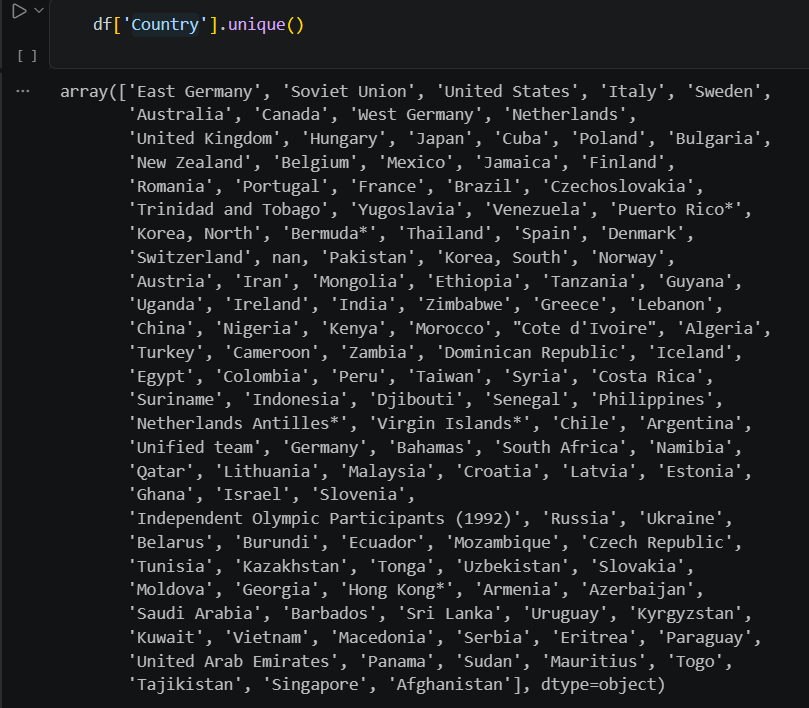 df['Country'].unique()
[ ]
... array(['East Germany', 'Soviet Union', 'United States', 'Italy', 'Sweden',
'Australia', 'Canada', 'West Germany', 'Netherlands',
'United Kingdom', 'Hungary', 'Japan', 'Cuba', 'Poland', 'Bulgaria',
'New Zealand', 'Belgium', 'Mexico', 'Jamaica', 'Finland',
'Romania', 'Portugal', 'France', 'Brazil', 'Czechoslovakia',
'Trinidad and Tobago', 'Yugoslavia', 'Venezuela', 'Puerto Rico*',
'Korea, North', 'Bermuda*', 'Thailand', 'Spain', 'Denmark',
'Switzerland', nan, 'Pakistan', 'Korea, South', 'Norway',
'Austria', 'Iran', 'Mongolia', 'Ethiopia', 'Tanzania', 'Guyana',
'Uganda', 'Ireland', 'India', 'Zimbabwe', 'Greece', 'Lebanon',
'China', 'Nigeria', 'Kenya', 'Morocco', "Cote d'Ivoire", 'Algeria',
'Turkey', 'Cameroon', 'Zambia', 'Dominican Republic', 'Iceland',
'Egypt', 'Colombia', 'Peru', 'Taiwan', 'Syria', 'Costa Rica',
'Suriname', 'Indonesia', 'Djibouti', 'Senegal', 'Philippines',
'Netherlands Antilles*', 'Virgin Islands*', 'Chile', 'Argentina',
'Unified team', 'Germany', 'Bahamas', 'South Africa', 'Namibia',
'Qatar', 'Lithuania', 'Malaysia', 'Croatia', 'Latvia', 'Estonia',
'Ghana', 'Israel', 'Slovenia',
'Independent Olympic Participants (1992)', 'Russia', 'Ukraine',
'Belarus', 'Burundi', 'Ecuador', 'Mozambique', 'Czech Republic',
'Tunisia', 'Kazakhstan', 'Tonga', 'Uzbekistan', 'Slovakia',
'Moldova', 'Georgia', 'Hong Kong*', 'Armenia', 'Azerbaijan',
'Saudi Arabia', 'Barbados', 'Sri Lanka', 'Uruguay', 'Kyrgyzstan',
'Kuwait', 'Vietnam', 'Macedonia', 'Serbia', 'Eritrea', 'Paraguay',
'United Arab Emirates', 'Panama', 'Sudan', 'Mauritius', 'Togo',
'Tajikistan', 'Singapore', 'Afghanistan'], dtype=object)